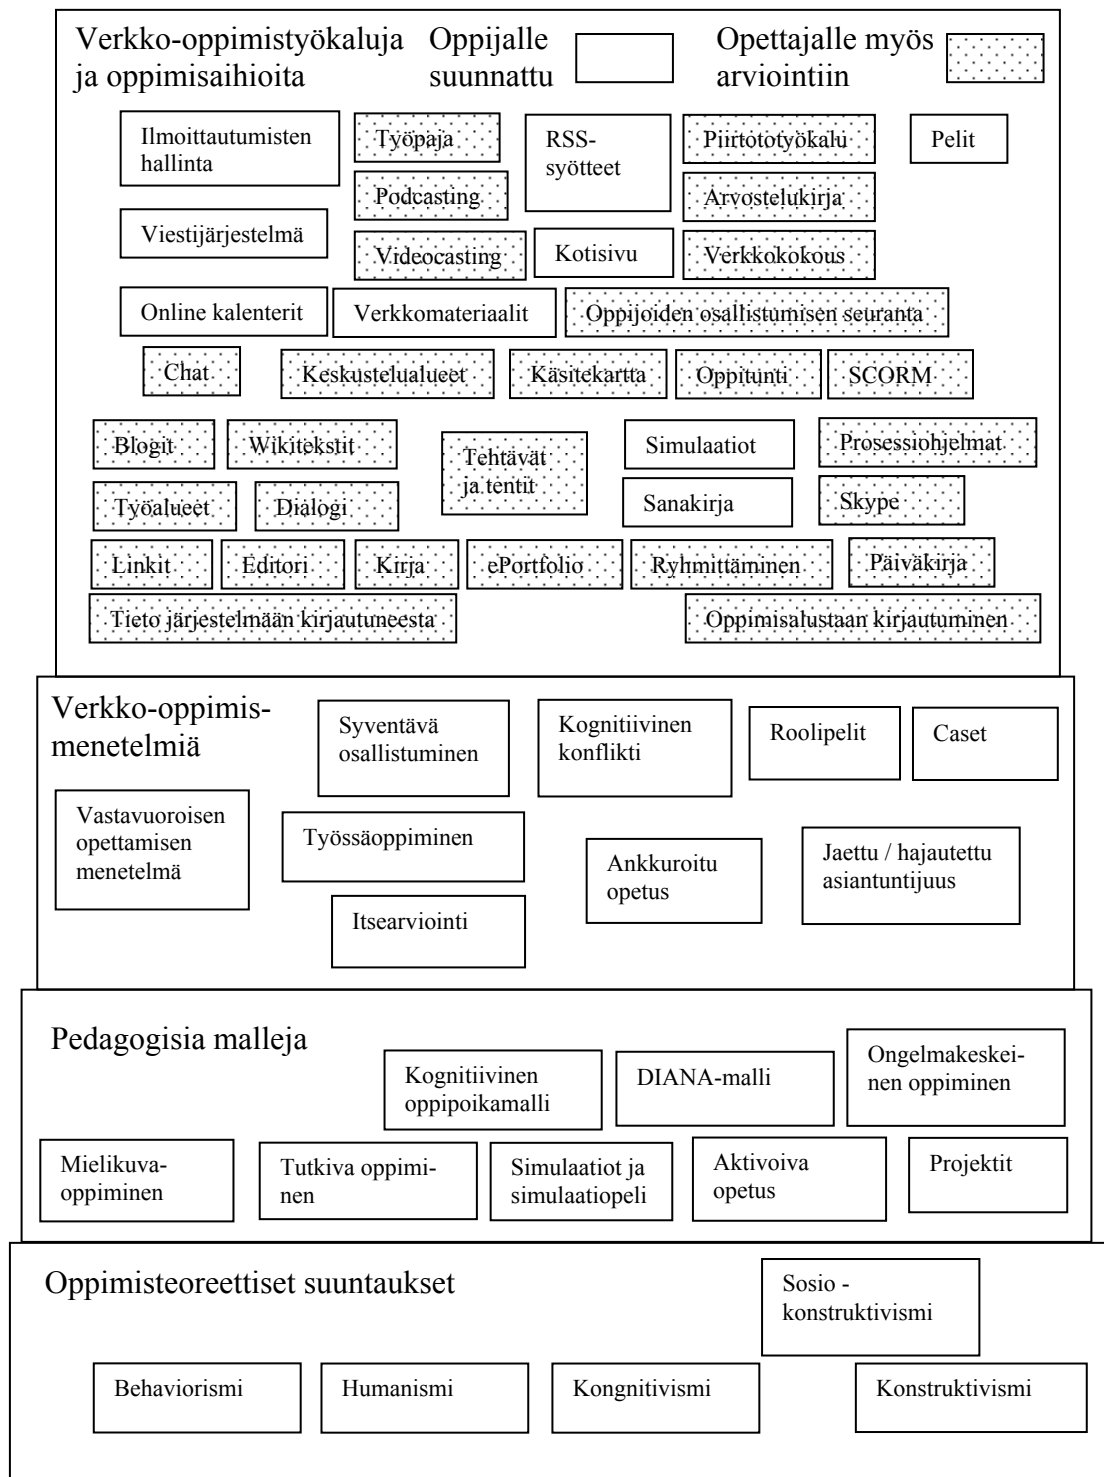 Verkko-oppimistyökaluja
ja oppimisaihioita
Oppijalle
suunnattu
Opettajalle myös
arviointiin
Ilmoittautumisten
hallinta
Työpaja
RSS-
syötteet
Piirtototyökalu
Pelit
Podcasting
Arvostelukirja
Viestijärjestelmä
Videocasting
Kotisivu
Verkkokokous
Online kalenterit
Verkkomateriaalit
Oppijoiden osallistumisen seuranta
Chat
Keskustelualueet
Käsitekartta
Oppitunti
SCORM
Blogit
Wikitekstit
Tehtävät
ja tentit
Simulaatiot
Prosessiohjelmat
Työalueet
Dialogi
Sanakirja
Skype
Linkit
Editori
Kirja
ePortfolio
Ryhmittäminen
Päiväkirja
Tieto järjestelmään kirjautuneesta
Oppimisalustaan kirjautuminen
Verkko-oppimis-
menetelmiä
Syventävä
osallistuminen
Kognitiivinen
konflikti
Roolipelit
Caset
Vastavuoroisen
opettamisen
menetelmä
Työssäoppiminen
Ankkuroitu
opetus
Jaettu / hajautettu
asiantuntijuus
Itsearviointi
Pedagogisia malleja
Kognitiivinen
oppipoikamalli
DIANA-malli
Ongelmakeskei-
nen oppiminen
Mielikuva-
oppiminen
Tutkiva oppimi-
nen
Simulaatiot ja
simulaatiopeli
Aktivoiva
opetus
Projektit
Oppimisteoreettiset suuntaukset
Sosio -
konstruktivismi
Behaviorismi
Humanismi
Kongnitivismi
Konstruktivismi